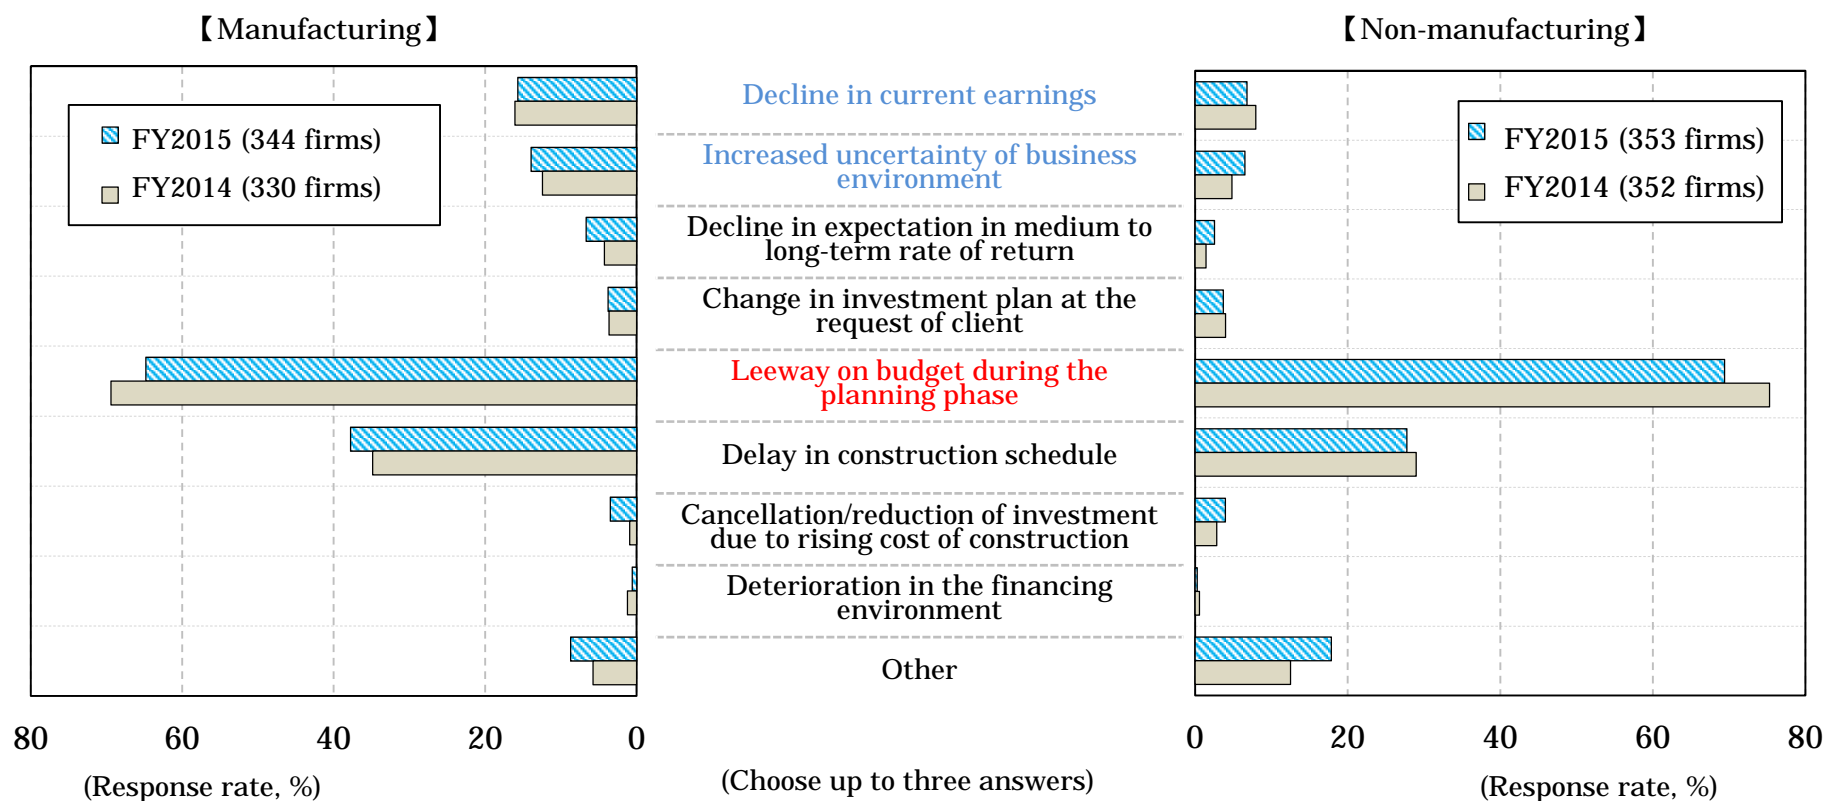 【Manufacturing】
【Non-manufacturing】
FY2015 (344 firms)
FY2014 (330 firms)
Decline in current earnings
Increased uncertainty of business
environment
Decline in expectation in medium to
long-term rate of return
Change in investment plan at the
request of client
Leeway on budget during the
planning phase
Delay in construction schedule
Cancellation/reduction of investment
due to rising cost of construction
Deterioration in the financing
environment
Other
FY2015 (353 firms)
FY2014 (352 firms)
80 60 40 20 0
0 20 40 60 80
(Response rate, %)
(Choose up to three answers)
(Response rate, %)